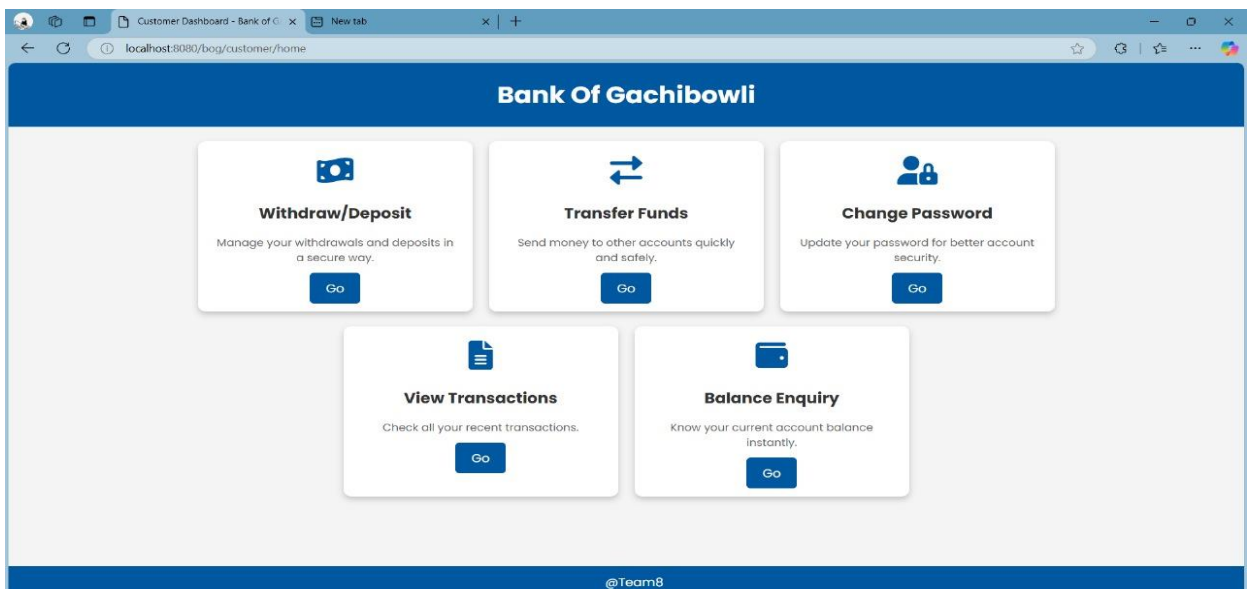 Customer Dashboard - Bank of G
New tab
localhost:8080/bog/customer/home
Bank Of Gachibowli
Withdraw/Deposit
Manage your withdrawals and deposits in
a secure way.
Go
Transfer Funds
Send money to other accounts quickly
and safely.
Go
Change Password
Update your password for better account
security.
Go
View Transactions
Check all your recent transactions.
Go
Balance Enquiry
Know your current account balance
instantly.
Go
@Team8